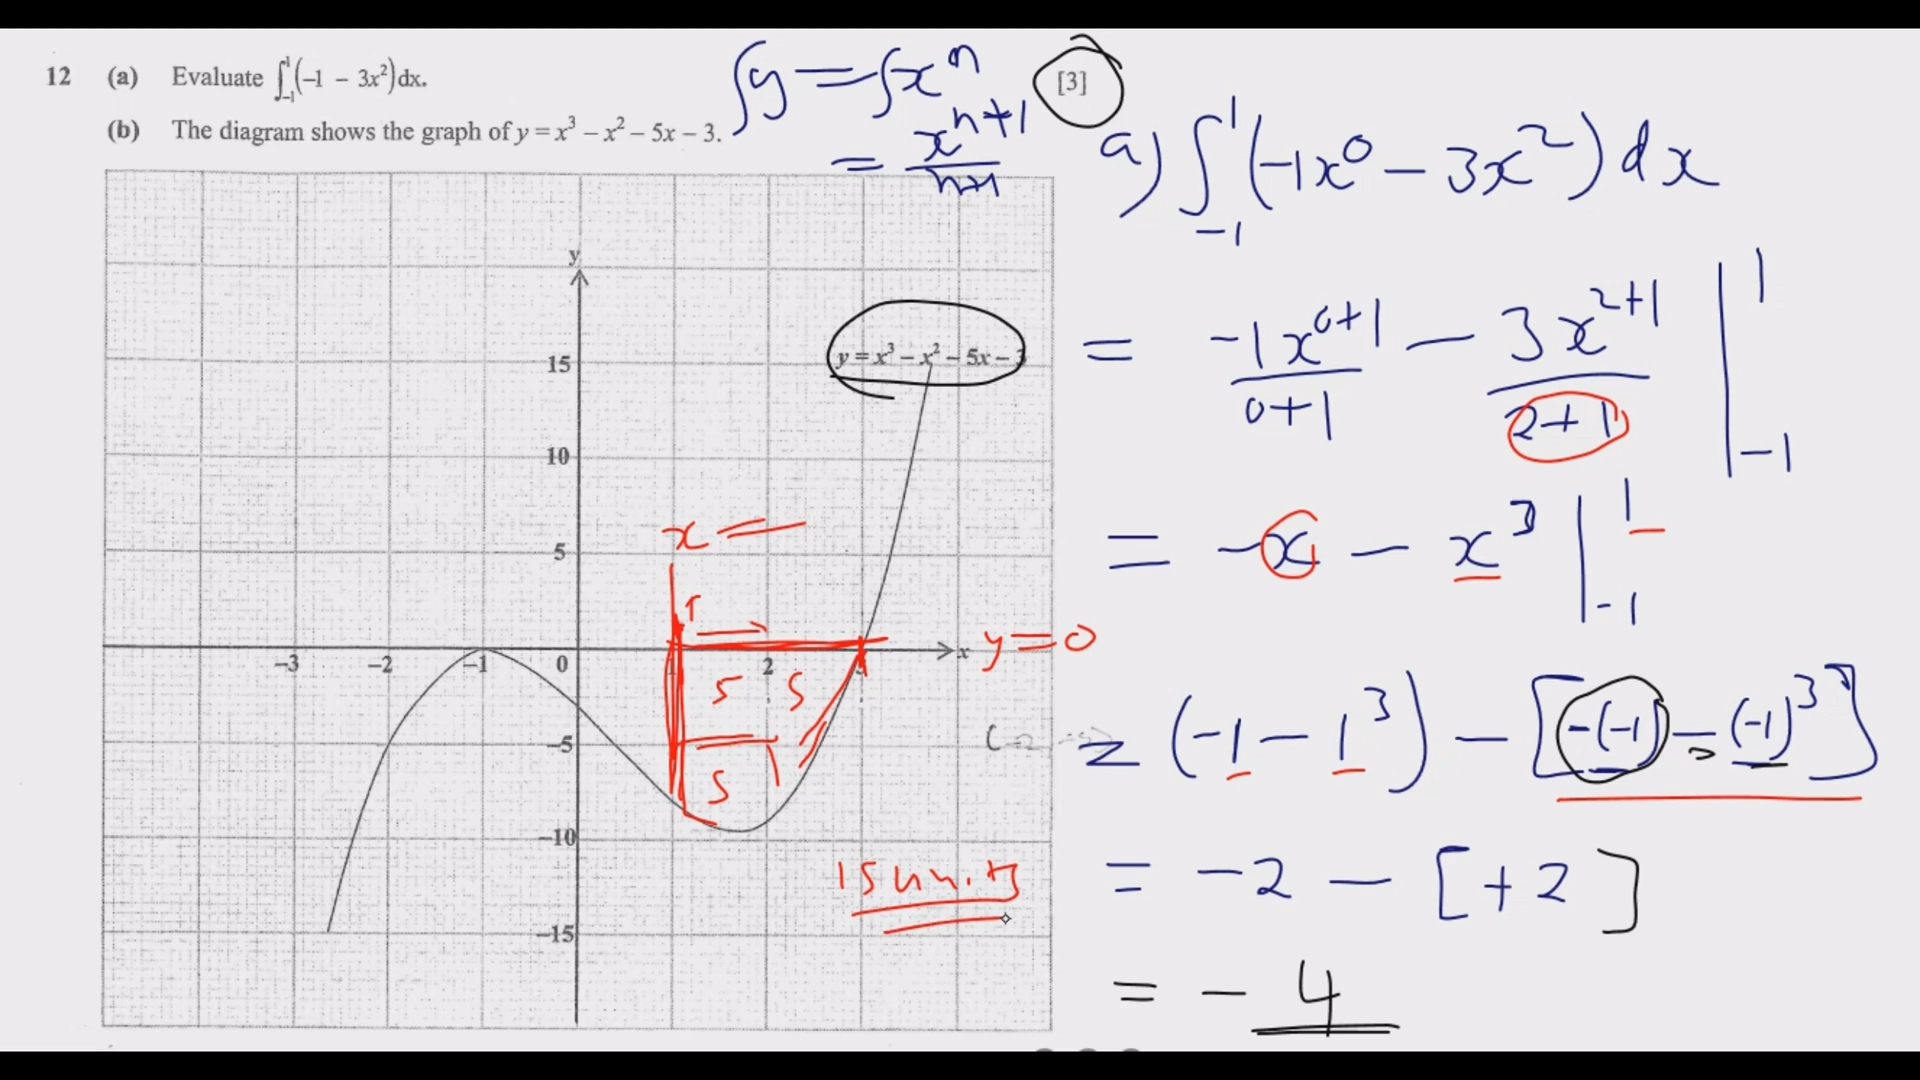 12 (a) Evaluate ∫₋₁¹(–1 – 3x²)dx.
[3]
(b) The diagram shows the graph of y = x³ – x² – 5x – 3.
∫y = ∫xⁿ
= xⁿ⁺¹/n+1
y
y = x³ – x² – 5x – 3
15
10
5
–3 –2 –1 0 1 2 3 x
–5
–10
–15
x =
1
y = 0
5 5
5
15 units
a) ∫₋₁¹ (-1x⁰ - 3x²) dx
= -1x⁰⁺¹/0+1 - 3x²⁺¹/2+1 |₋₁¹
= -x - x³ |₋₁¹
= (-1 - 1³) - [-(-1) - (-1)³]
= -2 - [+2]
= -4